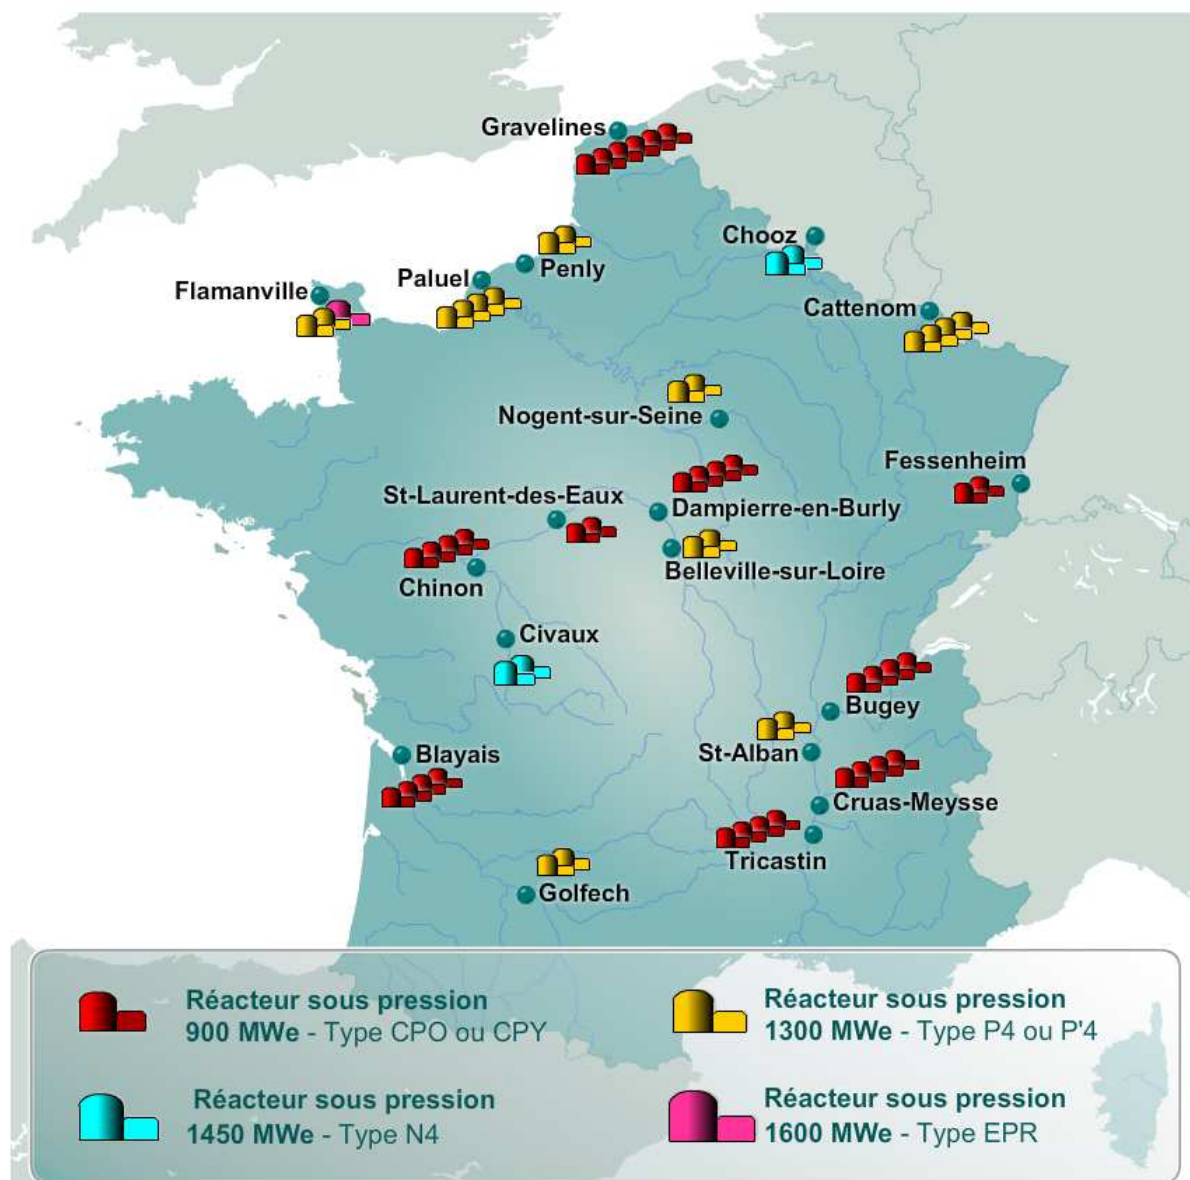 Gravelines
Chooz
Penly
Paluel
Flamanville
Cattenom
Nogent-sur-Seine
Fessenheim
St-Laurent-des-Eaux
Dampierre-en-Burly
Belleville-sur-Loire
Chinon
Civaux
Bugey
St-Alban
Blayais
Cruas-Meysse
Tricastin
Golfech
Réacteur sous pression
900 MWe - Type CPO ou CPY
Réacteur sous pression
1300 MWe - Type P4 ou P'4
Réacteur sous pression
1450 MWe - Type N4
Réacteur sous pression
1600 MWe - Type EPR